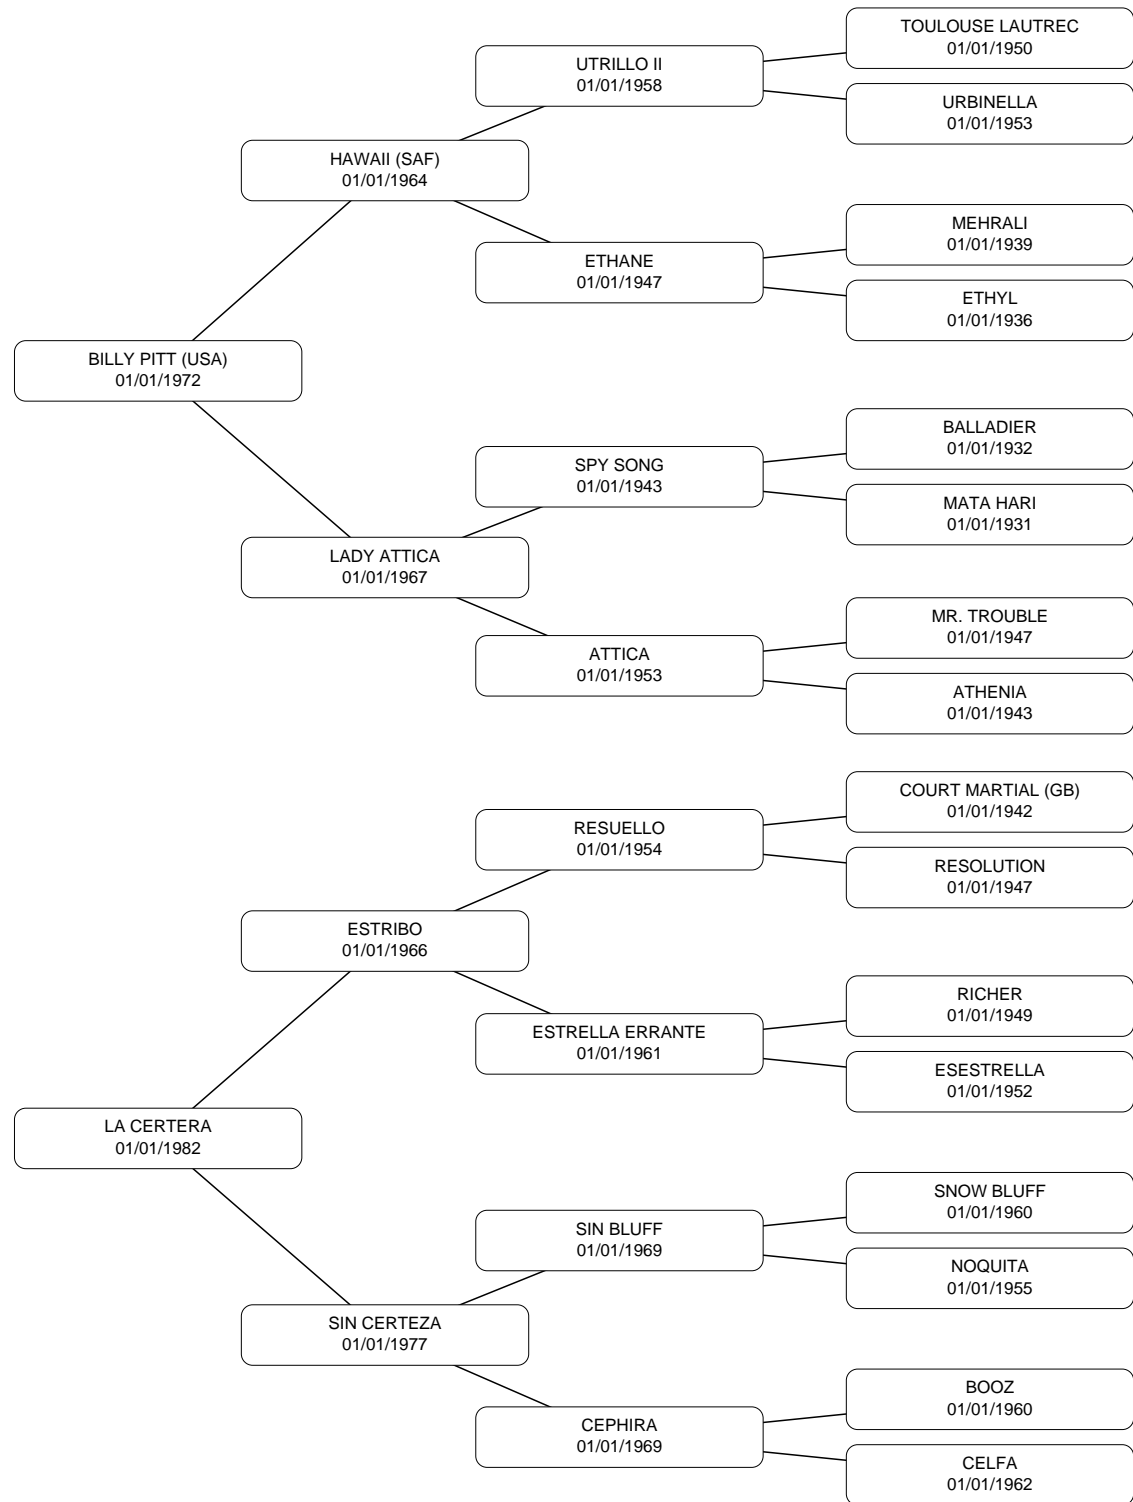 TOULOUSE LAUTREC
01/01/1950
UTRILLO II
01/01/1958
URBINELLA
01/01/1953
HAWAII (SAF)
01/01/1964
MEHRALI
01/01/1939
ETHANE
01/01/1947
ETHYL
01/01/1936
BILLY PITT (USA)
01/01/1972
BALLADIER
01/01/1932
SPY SONG
01/01/1943
MATA HARI
01/01/1931
LADY ATTICA
01/01/1967
MR. TROUBLE
01/01/1947
ATTICA
01/01/1953
ATHENIA
01/01/1943
COURT MARTIAL (GB)
01/01/1942
RESUELLO
01/01/1954
RESOLUTION
01/01/1947
ESTRIBO
01/01/1966
RICHER
01/01/1949
ESTRELLA ERRANTE
01/01/1961
ESESTRELLA
01/01/1952
LA CERTERA
01/01/1982
SNOW BLUFF
01/01/1960
SIN BLUFF
01/01/1969
NOQUITA
01/01/1955
SIN CERTEZA
01/01/1977
BOOZ
01/01/1960
CEPHIRA
01/01/1969
CELFA
01/01/1962